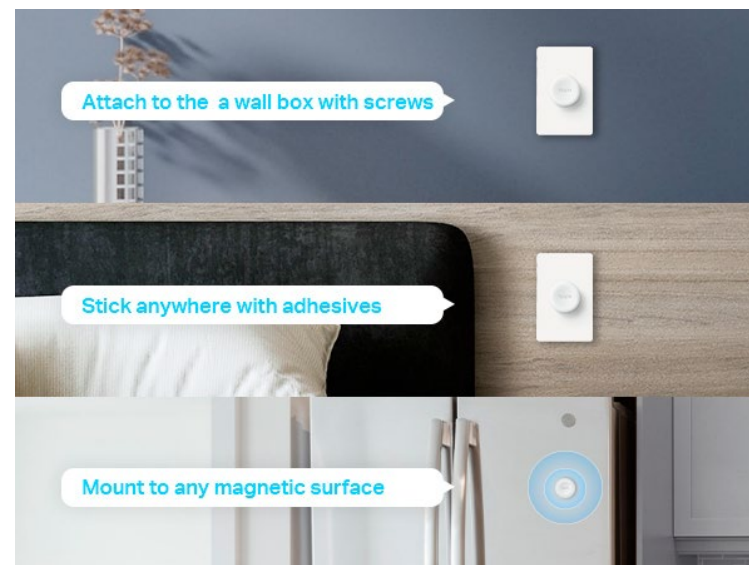 Attach to the a wall box with screws
Stick anywhere with adhesives
Mount to any magnetic surface